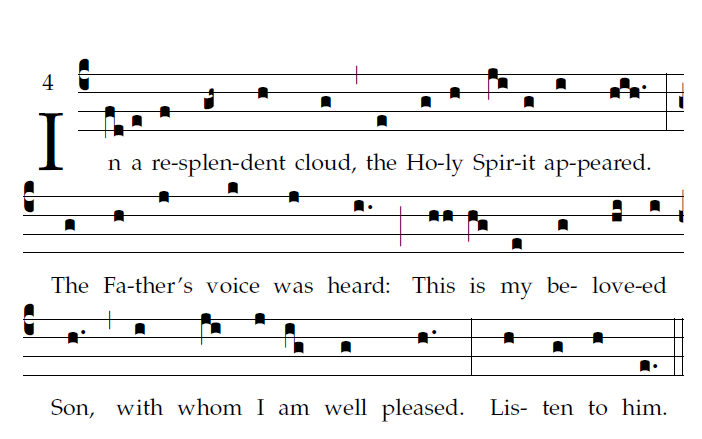 4
In a re-splen-dent cloud, the Ho-ly Spir-it ap-peared.
The Fa-ther's voice was heard: This is my be- love-ed
Son, with whom I am well pleased. Lis- ten to him.